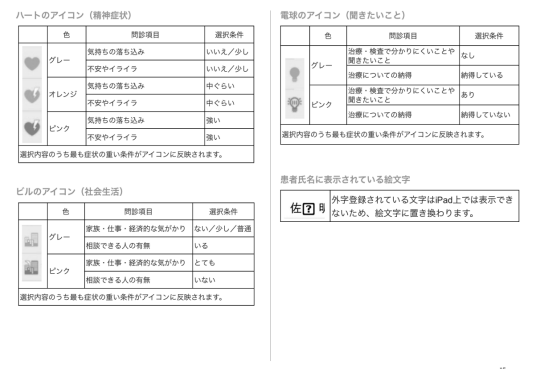 ハートのアイコン（精神症状）
色 問診項目 選択条件
グレー 気持ちの落ち込み いいえ／少し
不安やイライラ いいえ／少し
オレンジ 気持ちの落ち込み 中ぐらい
不安やイライラ 中ぐらい
ピンク 気持ちの落ち込み 強い
不安やイライラ 強い
選択内容のうち最も症状の重い条件がアイコンに反映されます。
ビルのアイコン（社会生活）
色 問診項目 選択条件
グレー 家族・仕事・経済的な気がかり ない／少し／普通
相談できる人の有無 いる
ピンク 家族・仕事・経済的な気がかり とても
相談できる人の有無 いない
選択内容のうち最も症状の重い条件がアイコンに反映されます。
電球のアイコン（聞きたいこと）
色 問診項目 選択条件
グレー 治療・検査で分かりにくいことや
聞きたいこと なし
治療についての納得 納得している
ピンク 治療・検査で分かりにくいことや
聞きたいこと あり
治療についての納得 納得していない
選択内容のうち最も症状の重い条件がアイコンに反映されます。
患者氏名に表示されている絵文字
佐?
外字登録されている文字はiPad上では表示でき
ないため、絵文字に置き換わります。